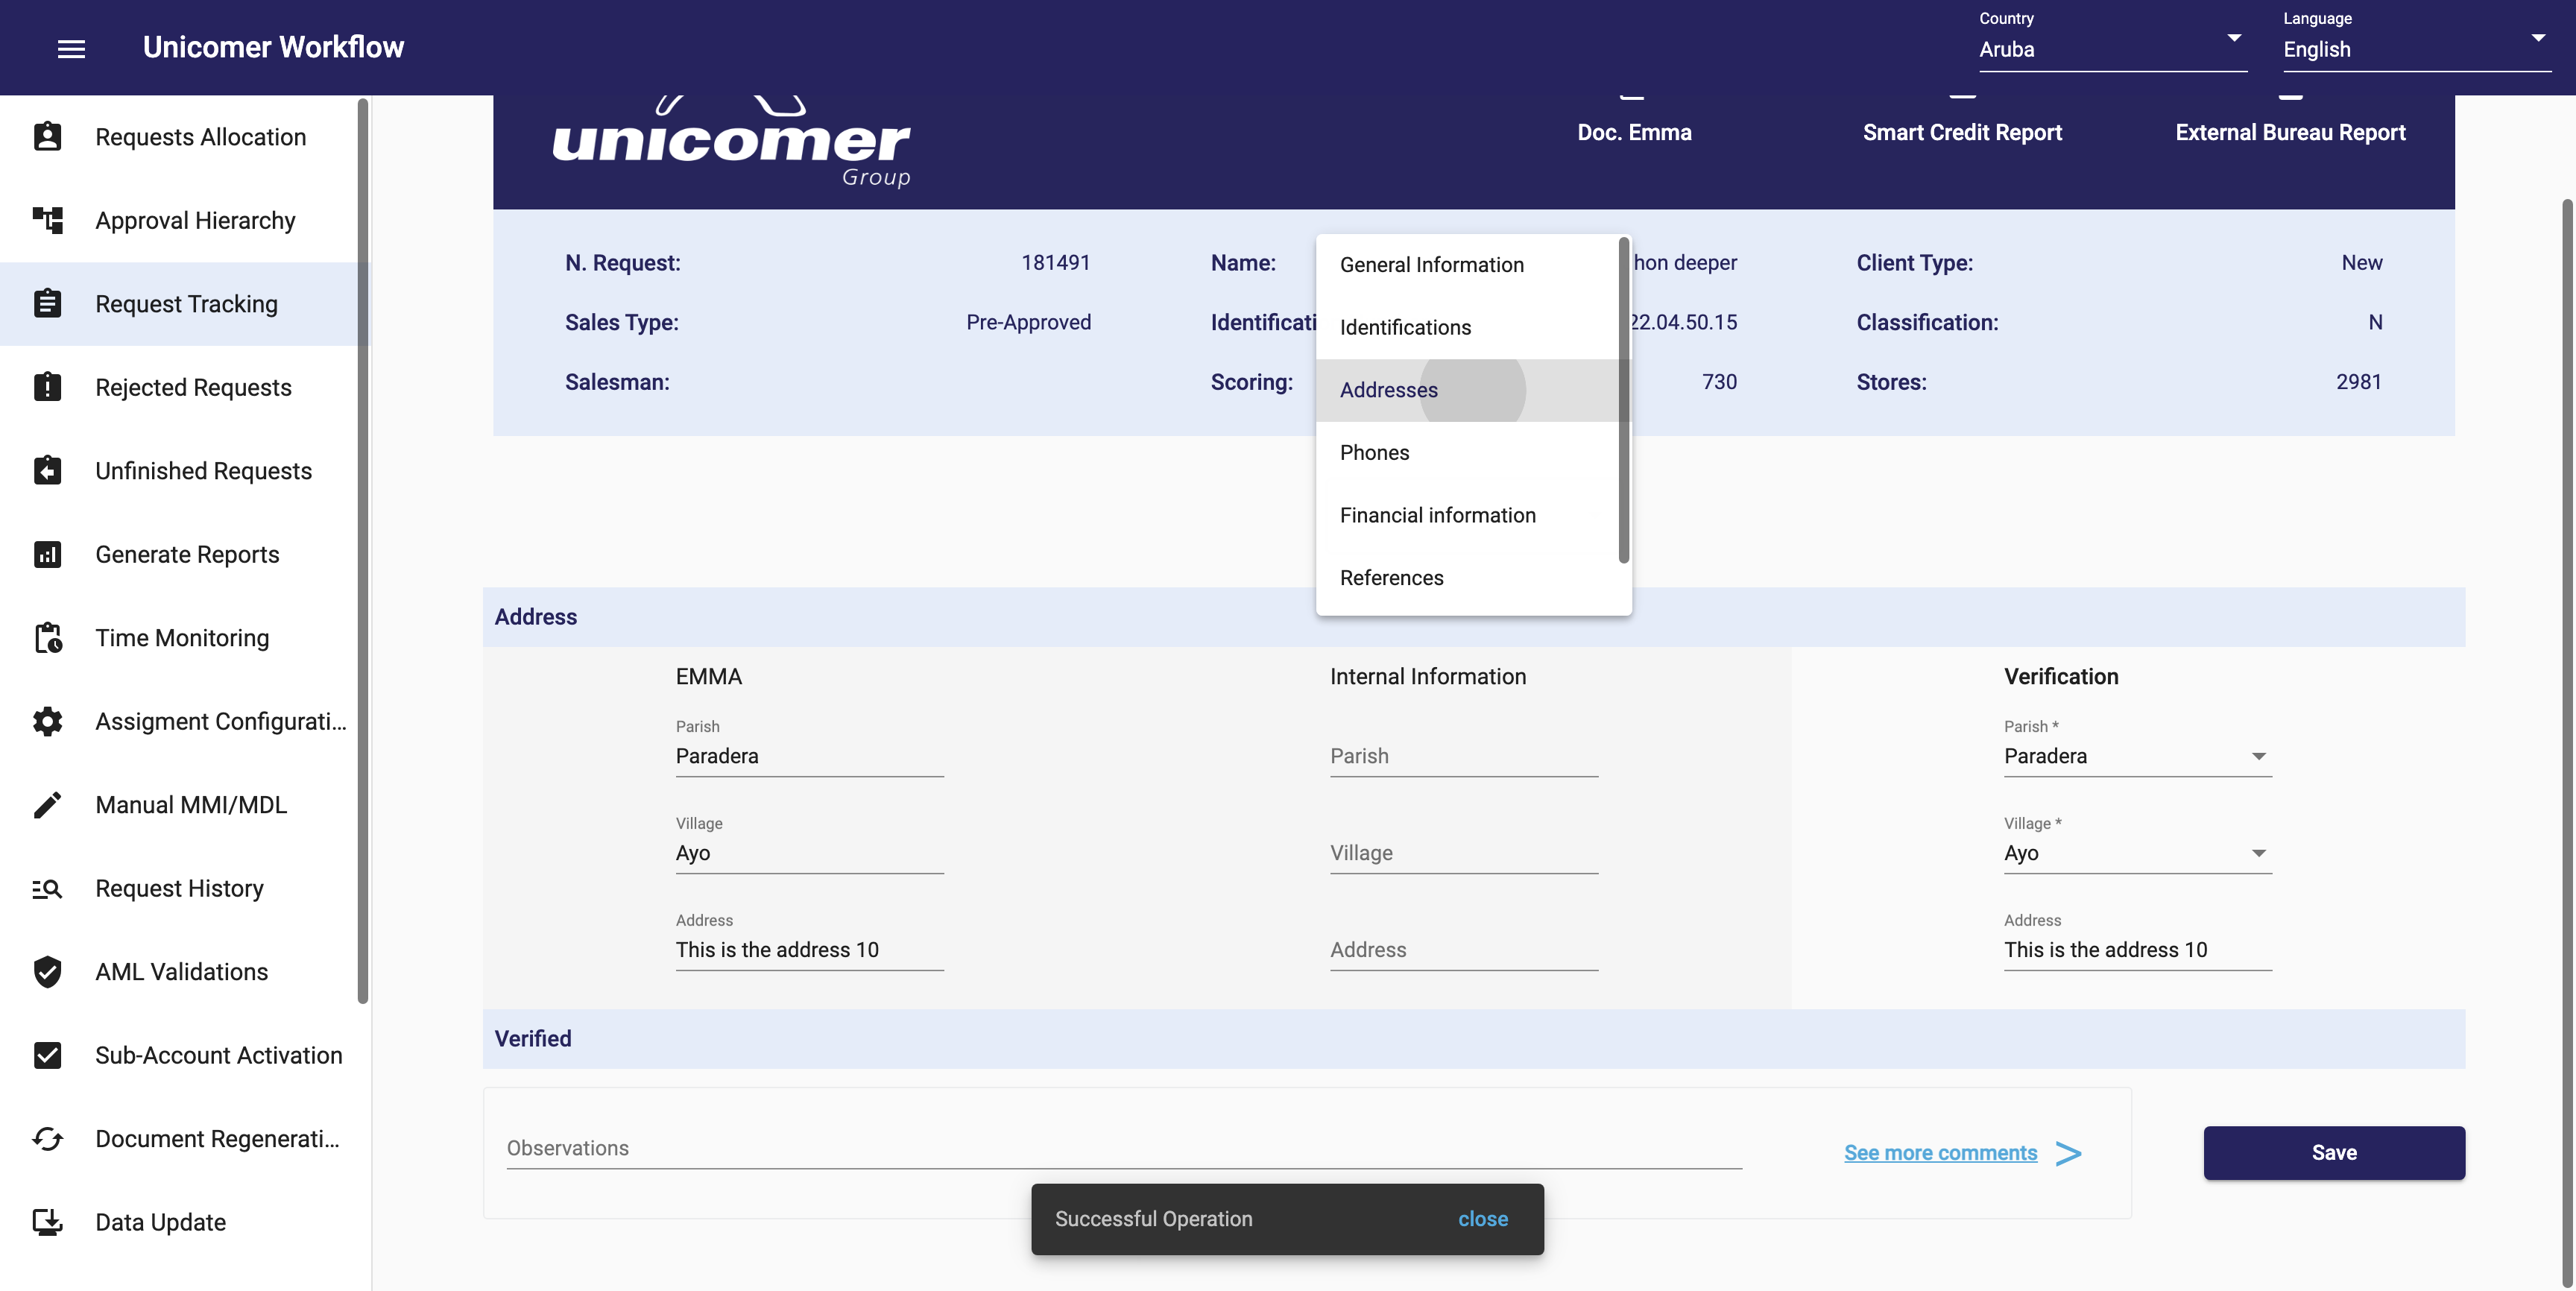 Unicomer Workflow
Country
Aruba
Language
English
Requests Allocation
Approval Hierarchy
Request Tracking
Rejected Requests
Unfinished Requests
Generate Reports
Time Monitoring
Assigment Configurati...
Manual MMI/MDL
Request History
AML Validations
Sub-Account Activation
Document Regenerati...
Data Update
unicomer
Group
Doc. Emma
Smart Credit Report
External Bureau Report
N. Request: 181491
Name: hon deeper
Client Type: New
Sales Type: Pre-Approved
Identificati 22.04.50.15
Classification: N
Salesman:
Scoring: 730
Stores: 2981
General Information
Identifications
Addresses
Phones
Financial information
References
Address
EMMA
Internal Information
Verification
Parish
Paradera
Parish
Parish *
Paradera
Village
Ayo
Village
Village *
Ayo
Address
This is the address 10
Address
Address
This is the address 10
Verified
Observations
See more comments >
Save
Successful Operation
close